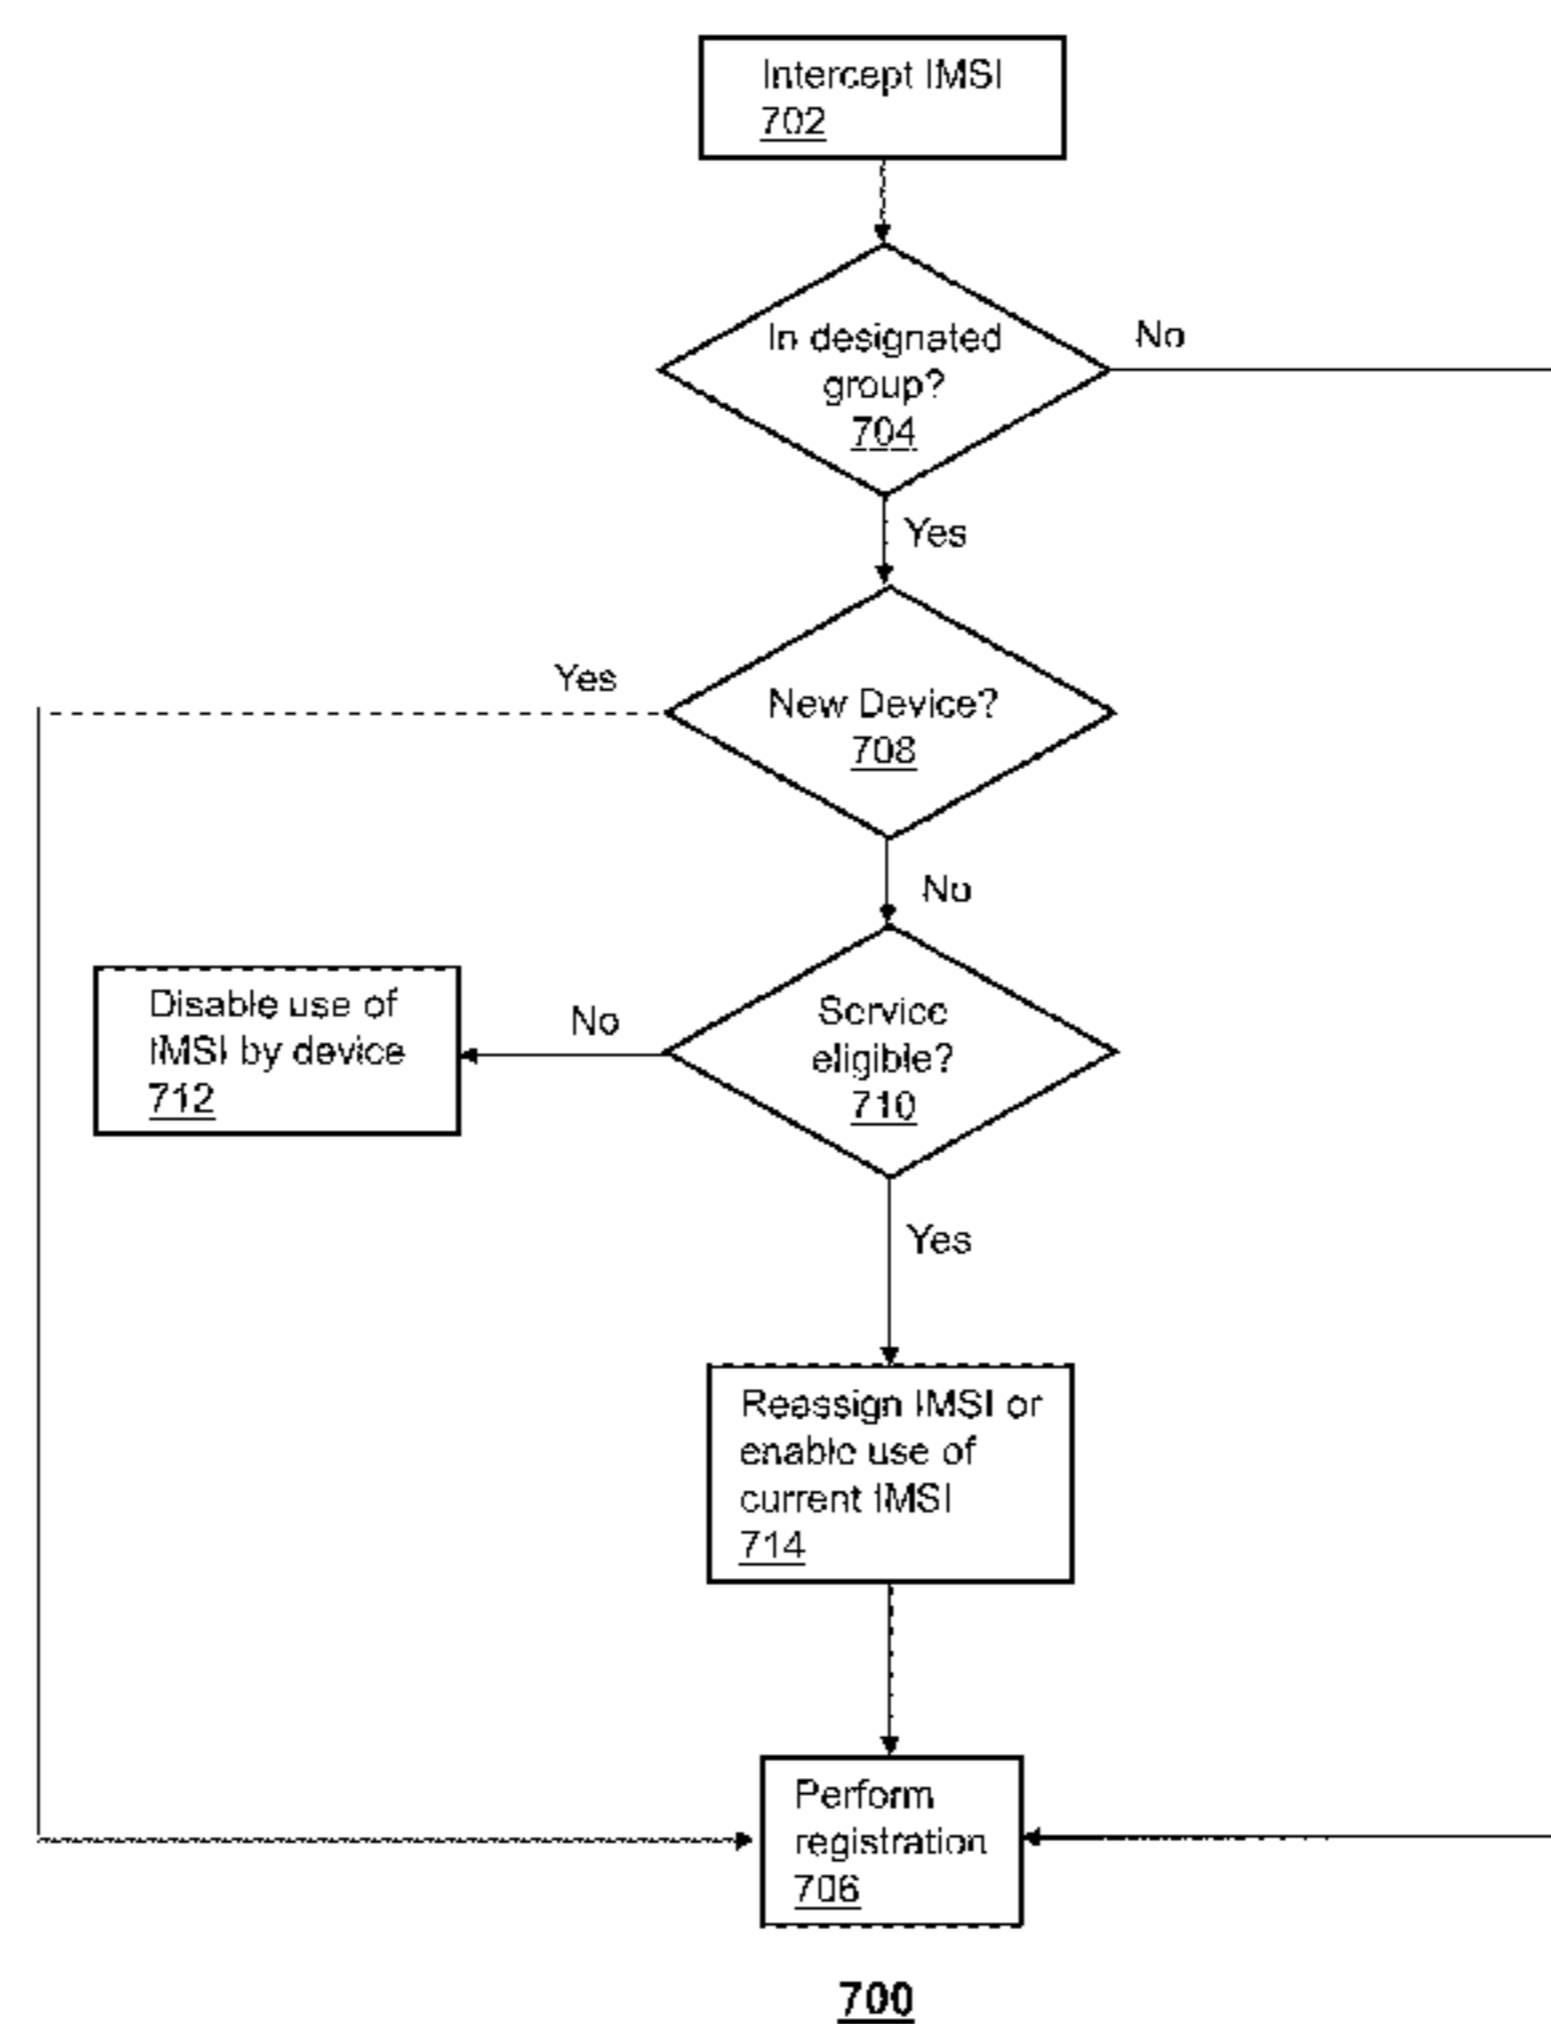 Intercept IMSI
702
In designated
group?
704
No
Yes
New Device?
708
Yes
No
Service
eligible?
710
No
Disable use of
IMSI by device
712
Yes
Reassign IMSI or
enable use of
current IMSI
714
Perform
registration
706
700